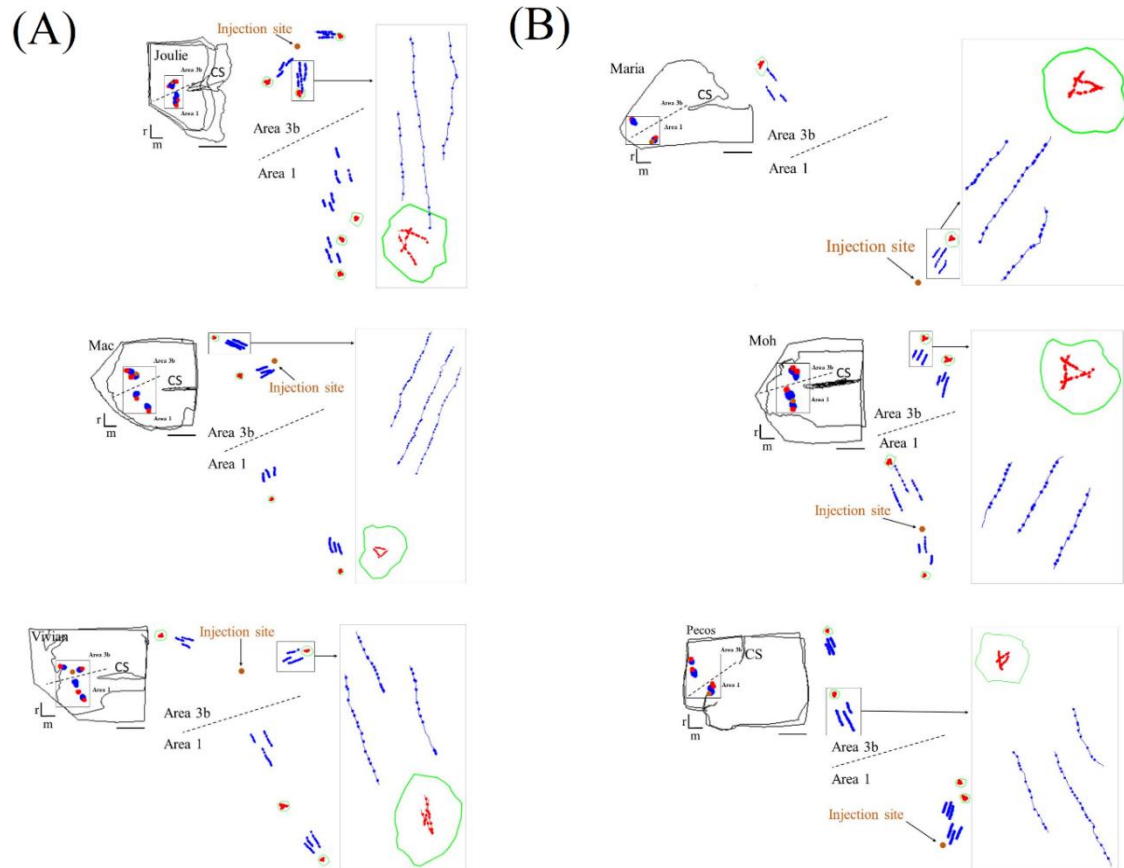 (A)
Injection site
Joulie
Area 3b
CS
Area 1
r
m
Area 3b
Area 1
Mac
Area 3b
CS
Area 1
r
m
Injection site
Area 3b
Area 1
Vivian
Area 3b
CS
Area 1
r
m
Injection site
Area 3b
Area 1
(B)
Maria
CS
Area 3b
Area 1
r
m
Area 3b
Area 1
Injection site
Moh
Area 3b
CS
Area 1
r
m
Area 3b
Area 1
Injection site
Pecos
Area 3b
CS
Area 1
r
m
Area 3b
Area 1
Injection site